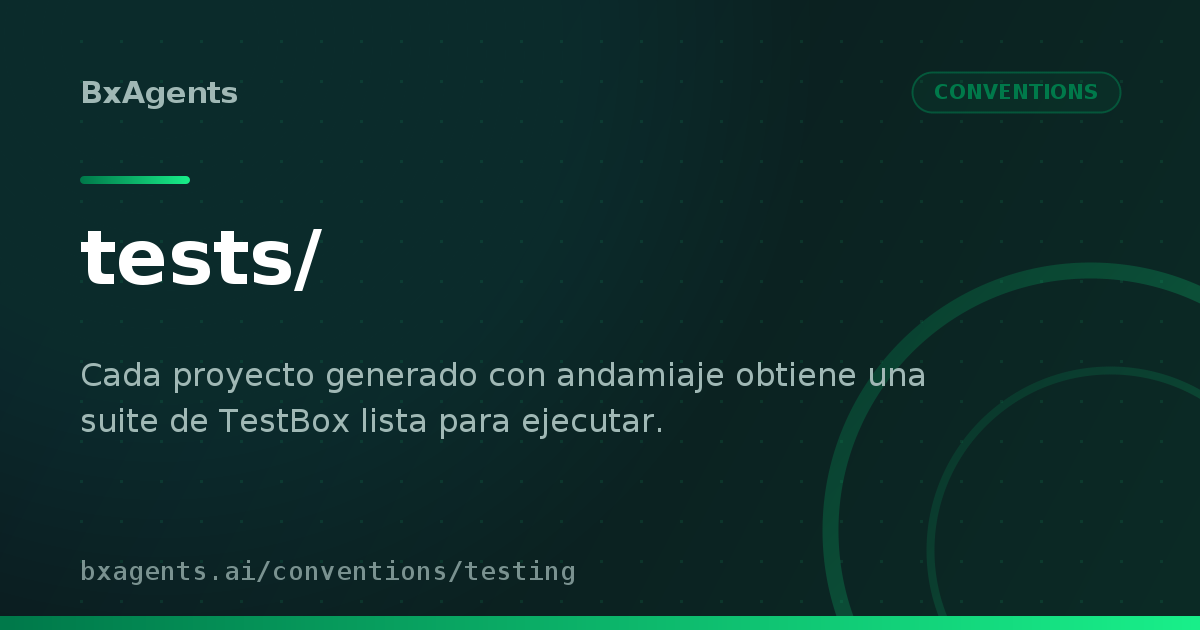 BxAgents
CONVENTIONS
tests/
Cada proyecto generado con andamiaje obtiene una
suite de TestBox lista para ejecutar.
bxagents.ai/conventions/testing